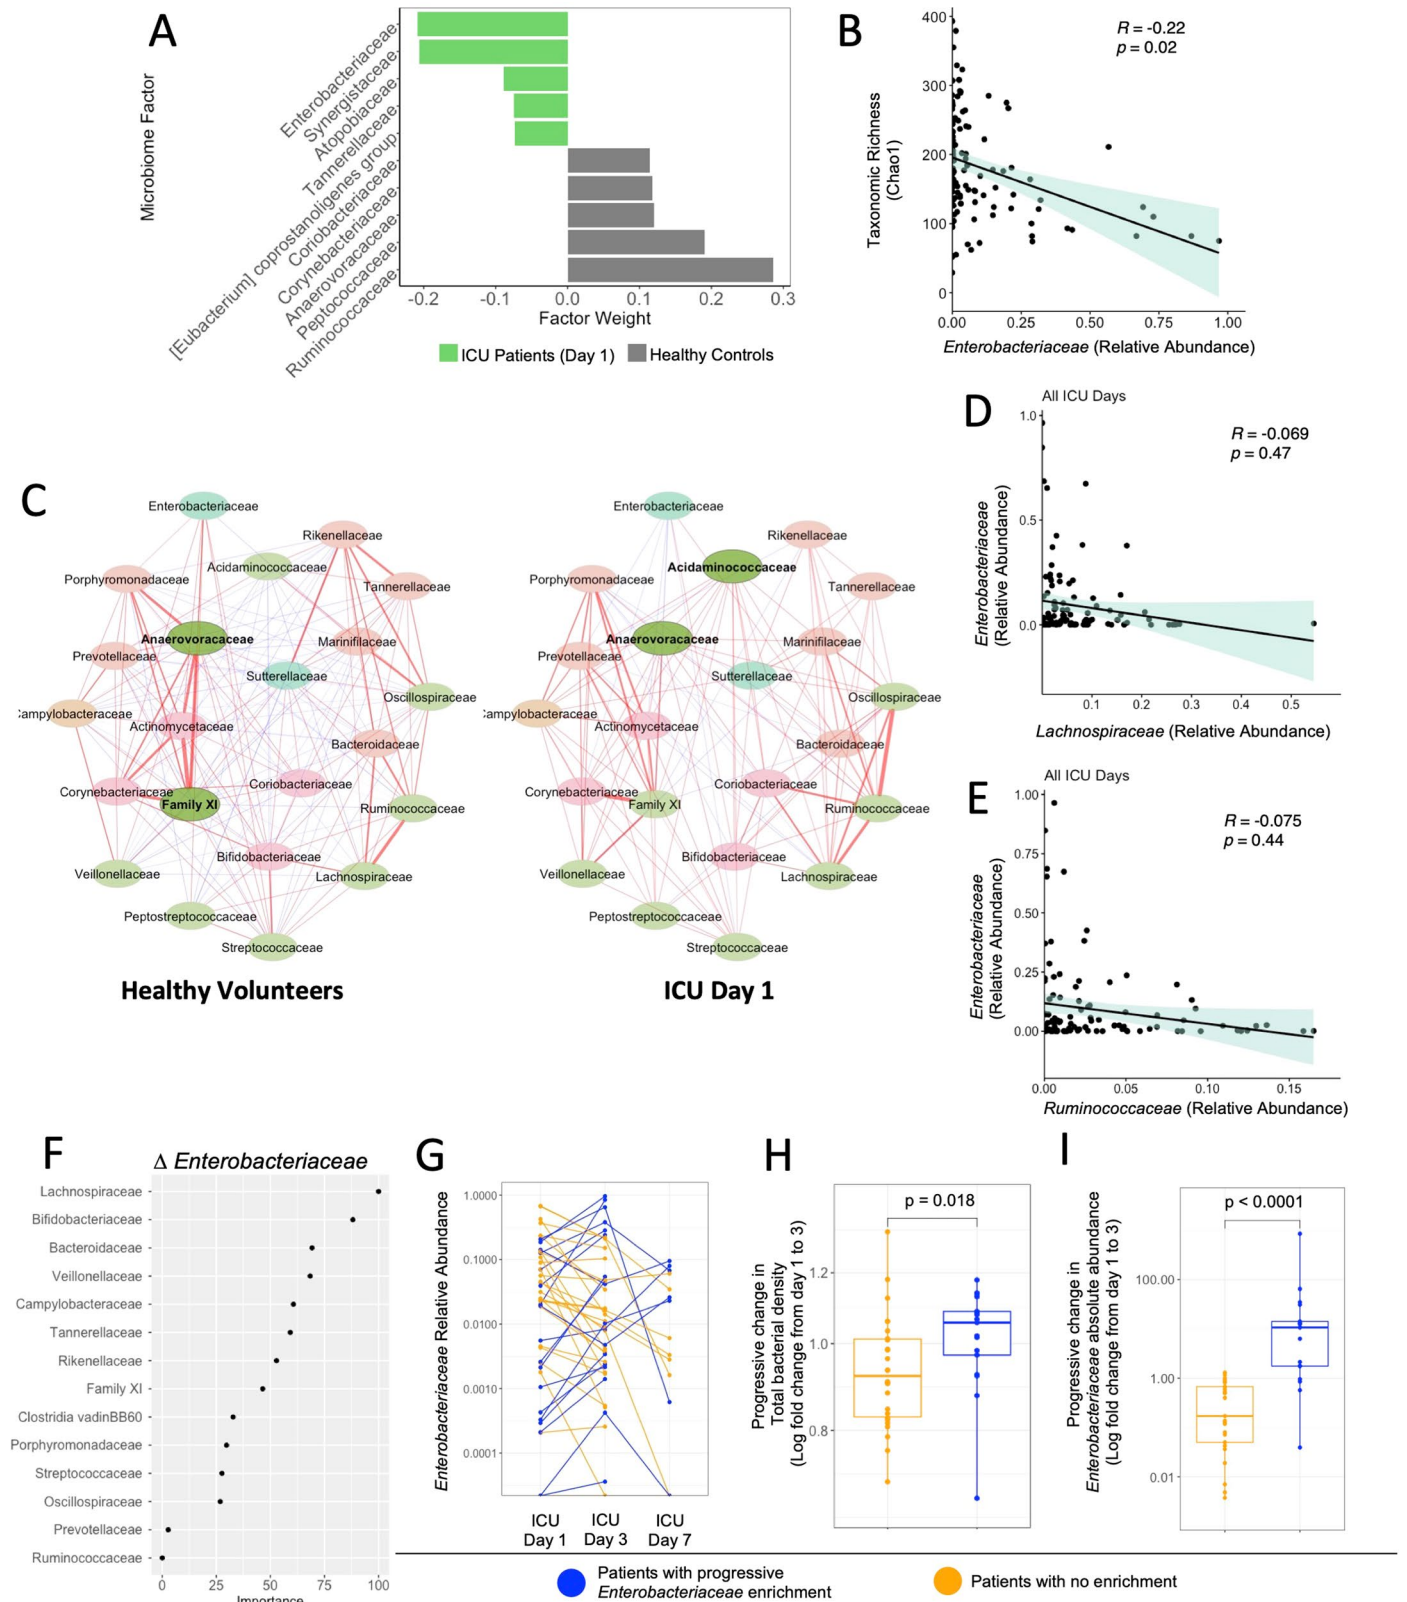 A
Microbiome Factor
Enterobacteriaceae
Synergistaceae
Atopobiaceae
Tannerellaceae
[Eubacterium] coprostanoligenes group
Coriobacteriaceae
Corynebacteriaceae
Anaerovoracaceae
Peptococcaceae
Ruminococcaceae
-0.2 -0.1 0.0 0.1 0.2 0.3
Factor Weight
ICU Patients (Day 1) Healthy Controls
B
R = -0.22
p = 0.02
Taxonomic Richness
(Chao1)
400
300
200
100
0
0.00 0.25 0.50 0.75 1.00
Enterobacteriaceae (Relative Abundance)
C
Enterobacteriaceae
Rikenellaceae
Acidaminococcaceae
Porphyromonadaceae
Tannerellaceae
Anaerovoracaceae
Marinifilaceae
Prevotellaceae
Sutterellaceae
Oscillospiraceae
Campylobacteraceae
Actinomycetaceae
Bacteroidaceae
Coriobacteriaceae
Corynebacteriaceae
Family XI
Ruminococcaceae
Bifidobacteriaceae
Veillonellaceae
Lachnospiraceae
Peptostreptococcaceae
Streptococcaceae
Healthy Volunteers
Enterobacteriaceae
Rikenellaceae
Acidaminococcaceae
Porphyromonadaceae
Tannerellaceae
Anaerovoracaceae
Marinifilaceae
Prevotellaceae
Sutterellaceae
Oscillospiraceae
Campylobacteraceae
Actinomycetaceae
Bacteroidaceae
Coriobacteriaceae
Corynebacteriaceae
Family XI
Ruminococcaceae
Bifidobacteriaceae
Veillonellaceae
Lachnospiraceae
Peptostreptococcaceae
Streptococcaceae
ICU Day 1
D
All ICU Days
R = -0.069
p = 0.47
Enterobacteriaceae
(Relative Abundance)
1.0
0.5
0.0
0.1 0.2 0.3 0.4 0.5
Lachnospiraceae (Relative Abundance)
E
All ICU Days
R = -0.075
p = 0.44
Enterobacteriaceae
(Relative Abundance)
1.00
0.75
0.50
0.25
0.00
0.00 0.05 0.10 0.15
Ruminococcaceae (Relative Abundance)
F
Δ Enterobacteriaceae
Lachnospiraceae
Bifidobacteriaceae
Bacteroidaceae
Veillonellaceae
Campylobacteraceae
Tannerellaceae
Rikenellaceae
Family XI
Clostridia vadinBB60
Porphyromonadaceae
Streptococcaceae
Oscillospiraceae
Prevotellaceae
Ruminococcaceae
0 25 50 75 100
Importance
G
Enterobacteriaceae Relative Abundance
1.0000
0.1000
0.0100
0.0010
0.0001
ICU
Day 1
ICU
Day 3
ICU
Day 7
H
p = 0.018
Progressive change in
Total bacterial density
(Log fold change from day 1 to 3)
1.2
1.0
0.8
I
p < 0.0001
Progressive change in
Enterobacteriaceae absolute abundance
(Log fold change from day 1 to 3)
100.00
1.00
0.01
Patients with progressive
Enterobacteriaceae enrichment
Patients with no enrichment